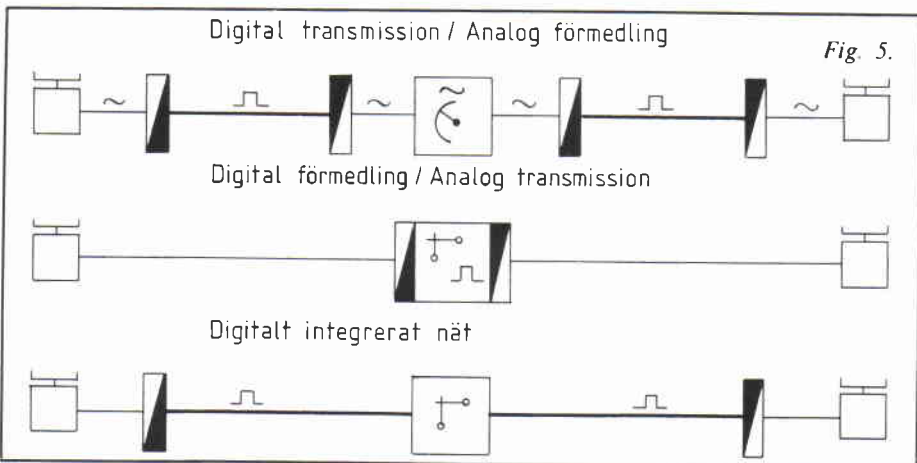 Digital transmission / Analog förmedling
Fig. 5.
Digital förmedling / Analog transmission
Digitalt integrerat nät